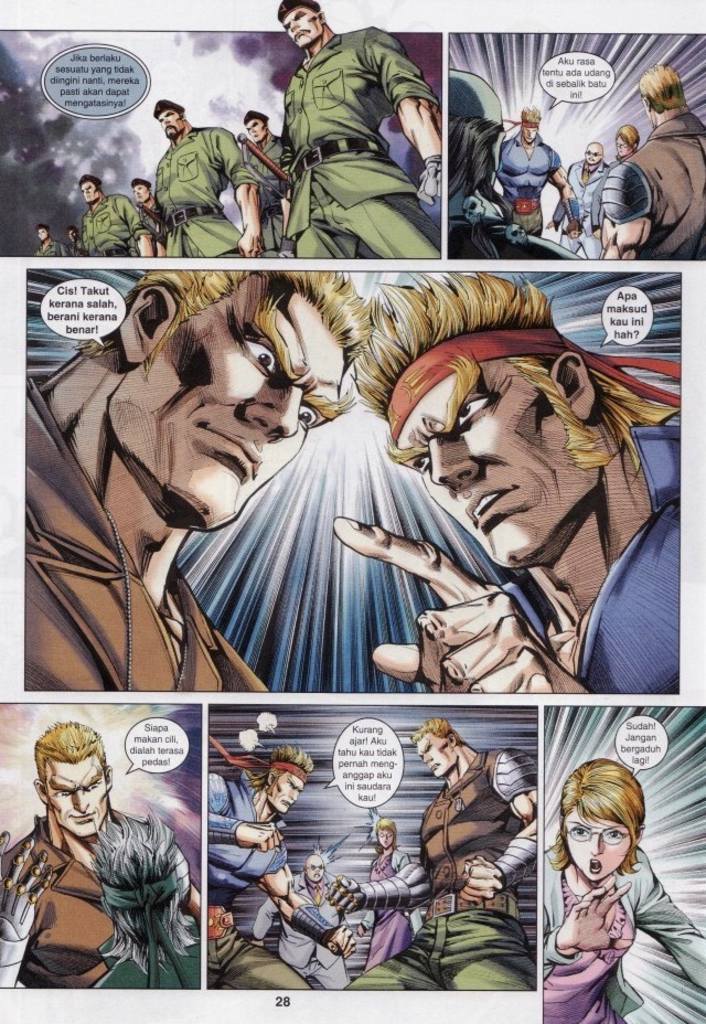 Jika berlaku
sesuatu yang tidak
diingini nanti, mereka
pasti akan dapat
mengatasinya!
Aku rasa
tentu ada udang
di sebalik batu
ini!
Cis! Takut
kerana salah,
berani kerana
benar!
Apa
maksud
kau ini
hah?
Siapa
makan cili,
dialah terasa
pedas!
Kurang
ajar! Aku
tahu kau tidak
pernah meng-
anggap aku
ini saudara
kau!
Sudah!
Jangan
bergaduh
lagi!
28